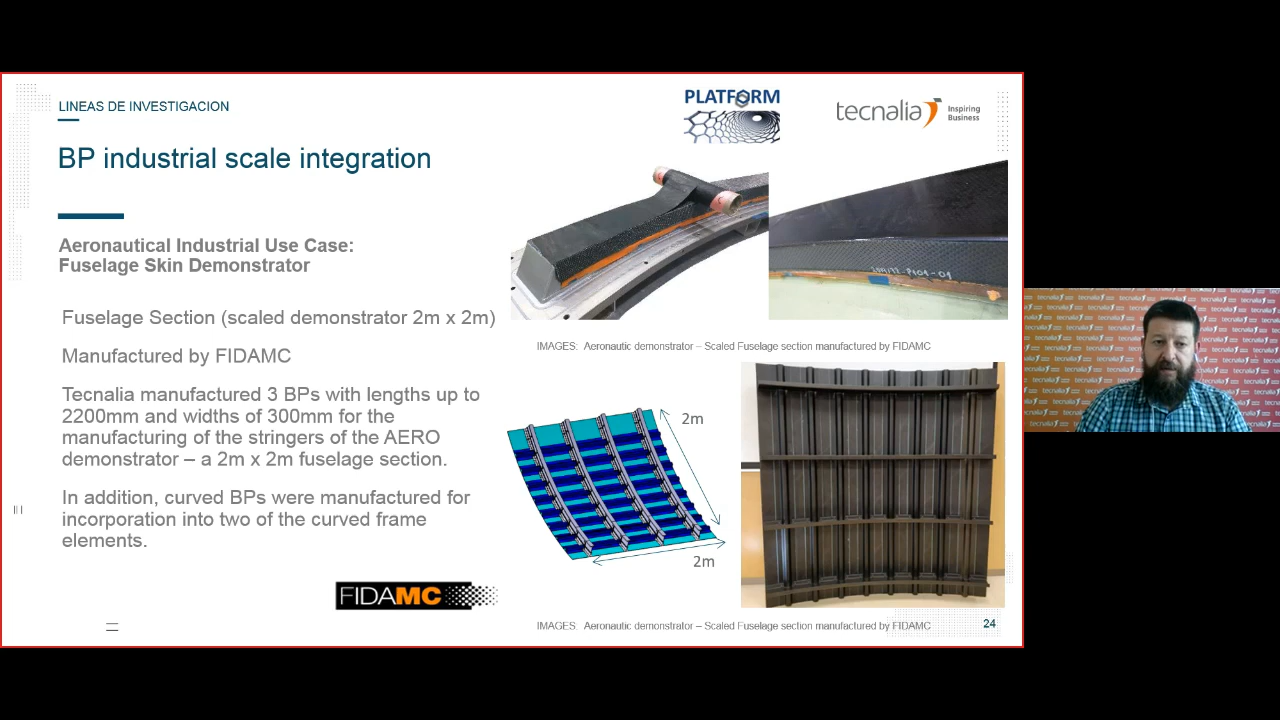 LINEAS DE INVESTIGACION
PLATFORM
tecnalia Inspiring
Business
BP industrial scale integration
Aeronautical Industrial Use Case:
Fuselage Skin Demonstrator
Fuselage Section (scaled demonstrator 2m x 2m)
Manufactured by FIDAMC
Tecnalia manufactured 3 BPs with lengths up to
2200mm and widths of 300mm for the
manufacturing of the stringers of the AERO
demonstrator – a 2m x 2m fuselage section.
In addition, curved BPs were manufactured for
incorporation into two of the curved frame
elements.
FIDAMC
IMAGES: Aeronautic demonstrator – Scaled Fuselage section manufactured by FIDAMC
2m
2m
IMAGES: Aeronautic demonstrator – Scaled Fuselage section manufactured by FIDAMC
24
tecnalia